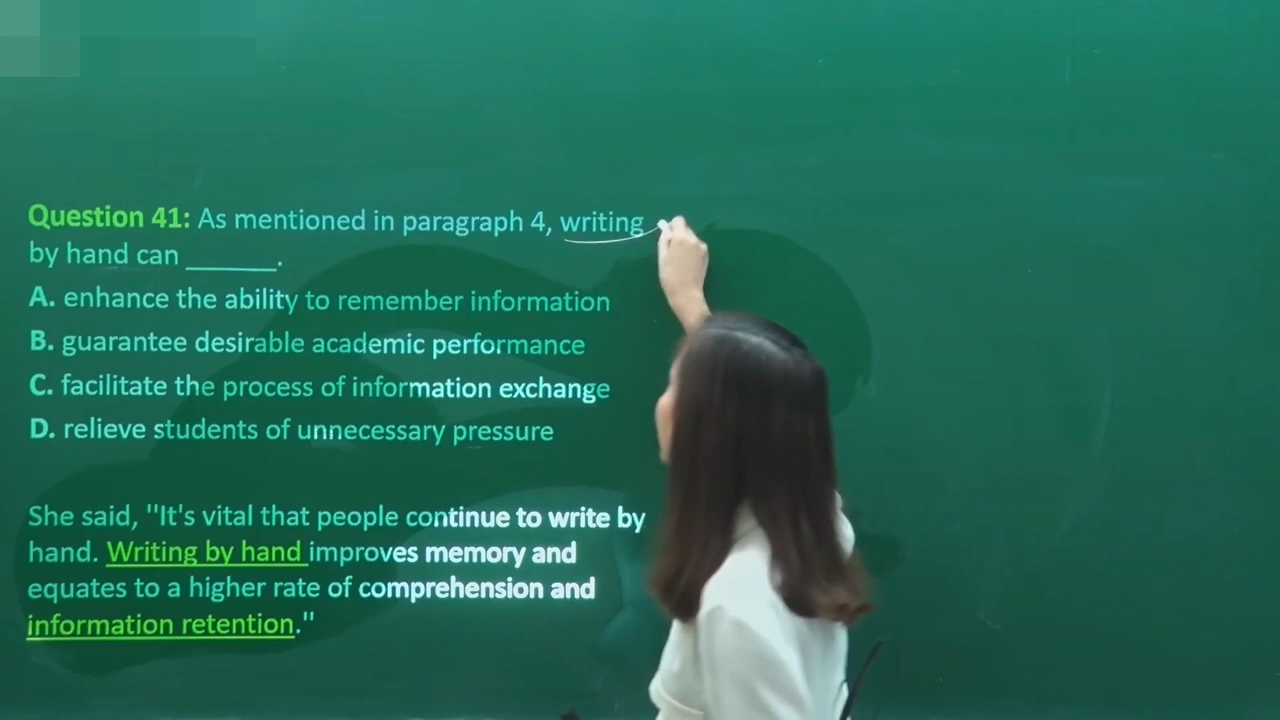 Question 41: As mentioned in paragraph 4, writing
by hand can ______.
A. enhance the ability to remember information
B. guarantee desirable academic performance
C. facilitate the process of information exchange
D. relieve students of unnecessary pressure
She said, "It's vital that people continue to write by
hand. Writing by hand improves memory and
equates to a higher rate of comprehension and
information retention."